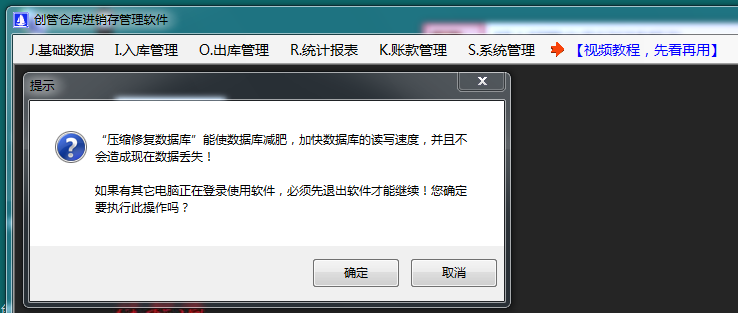 创管仓库进销存管理软件
J.基础数据 I.入库管理 O.出库管理 R.统计报表 K.账款管理 S.系统管理 【视频教程，先看再用】
提示
“压缩修复数据库”能使数据库减肥，加快数据库的读写速度，并且不
会造成现在数据丢失！
如果有其它电脑正在登录使用软件，必须先退出软件才能继续！您确定
要执行此操作吗？
确定 取消